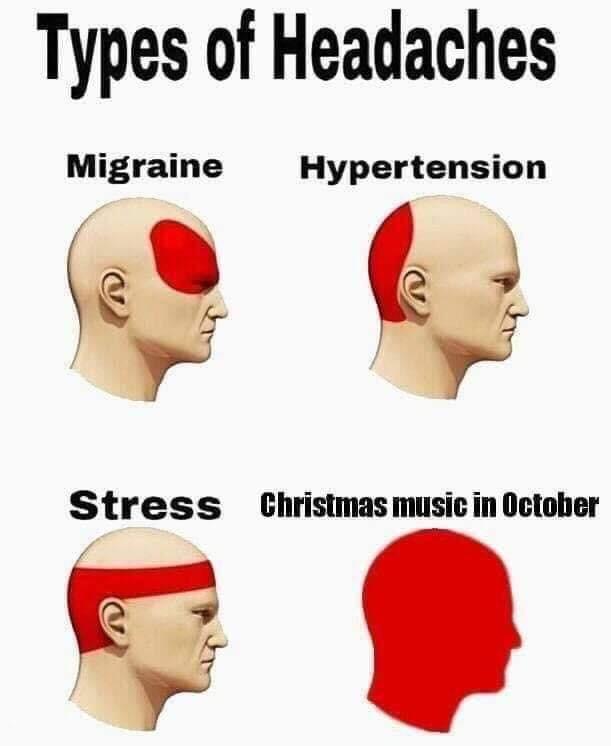 Types of Headaches
Migraine
Hypertension
Stress
Christmas music in October